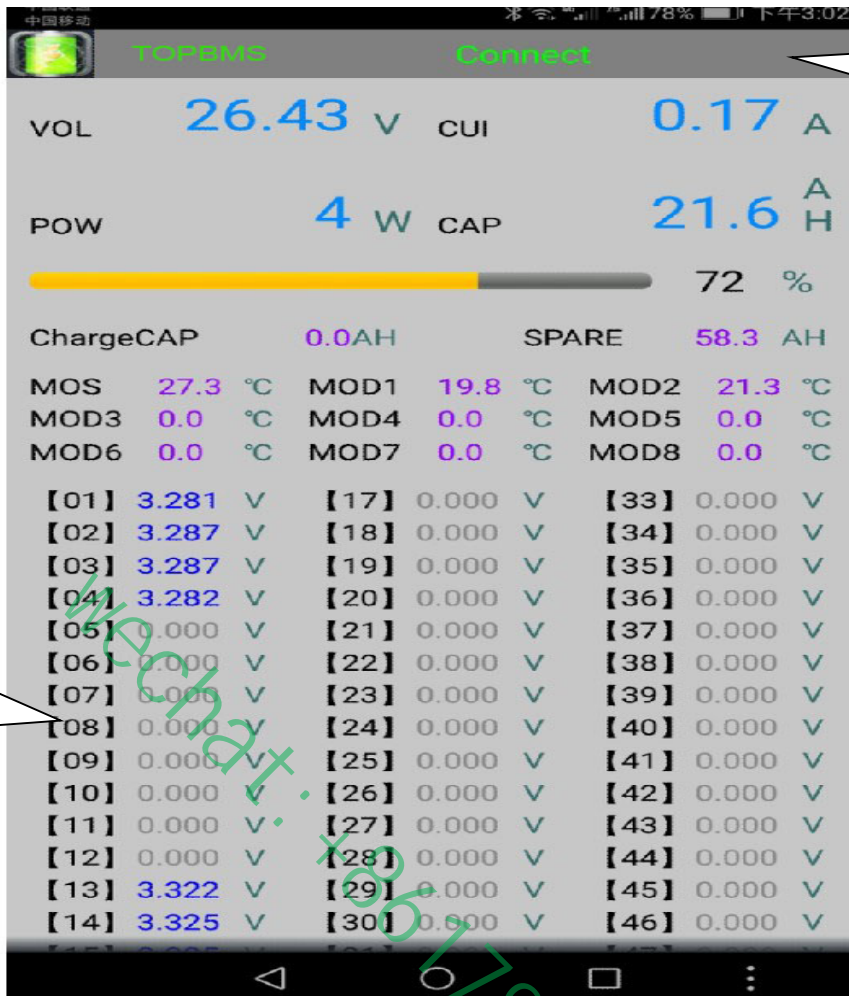 中国移动 78% 下午3:02
TOPBMS Connect
VOL 26.43 V CUI 0.17 A
POW 4 W CAP 21.6 AH
72 %
ChargeCAP 0.0AH SPARE 58.3 AH
MOS 27.3 °C MOD1 19.8 °C MOD2 21.3 °C
MOD3 0.0 °C MOD4 0.0 °C MOD5 0.0 °C
MOD6 0.0 °C MOD7 0.0 °C MOD8 0.0 °C
【01】 3.281 V 【17】 0.000 V 【33】 0.000 V
【02】 3.287 V 【18】 0.000 V 【34】 0.000 V
【03】 3.287 V 【19】 0.000 V 【35】 0.000 V
【04】 3.282 V 【20】 0.000 V 【36】 0.000 V
【05】 0.000 V 【21】 0.000 V 【37】 0.000 V
【06】 0.000 V 【22】 0.000 V 【38】 0.000 V
【07】 0.000 V 【23】 0.000 V 【39】 0.000 V
【08】 0.000 V 【24】 0.000 V 【40】 0.000 V
【09】 0.000 V 【25】 0.000 V 【41】 0.000 V
【10】 0.000 V 【26】 0.000 V 【42】 0.000 V
【11】 0.000 V 【27】 0.000 V 【43】 0.000 V
【12】 0.000 V 【28】 0.000 V 【44】 0.000 V
【13】 3.322 V 【29】 0.000 V 【45】 0.000 V
【14】 3.325 V 【30】 0.000 V 【46】 0.000 V
wechat: +86178